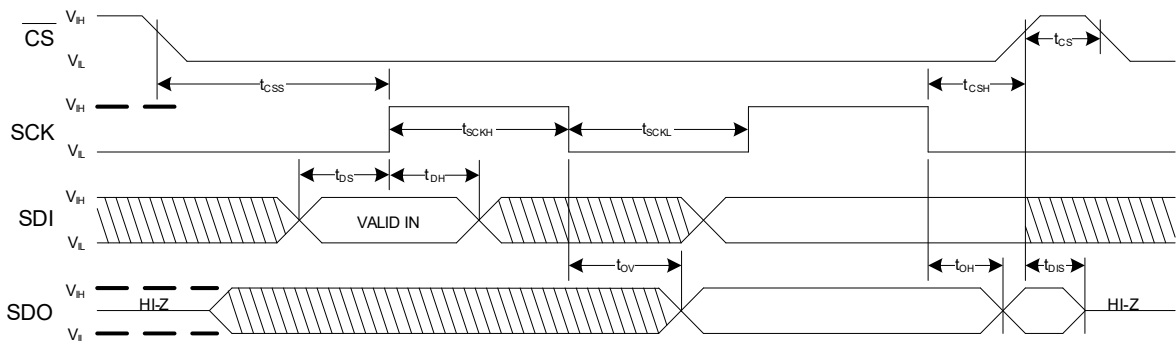 V_IH
CS
V_IL
t_CS
t_CSS
t_CSH
V_IH
SCK
V_IL
t_SCKH
t_SCKL
t_DS
t_DH
V_IH
SDI
V_IL
VALID IN
t_OV
t_OH
t_DIS
V_IH
SDO
HI-Z
HI-Z
V_IL